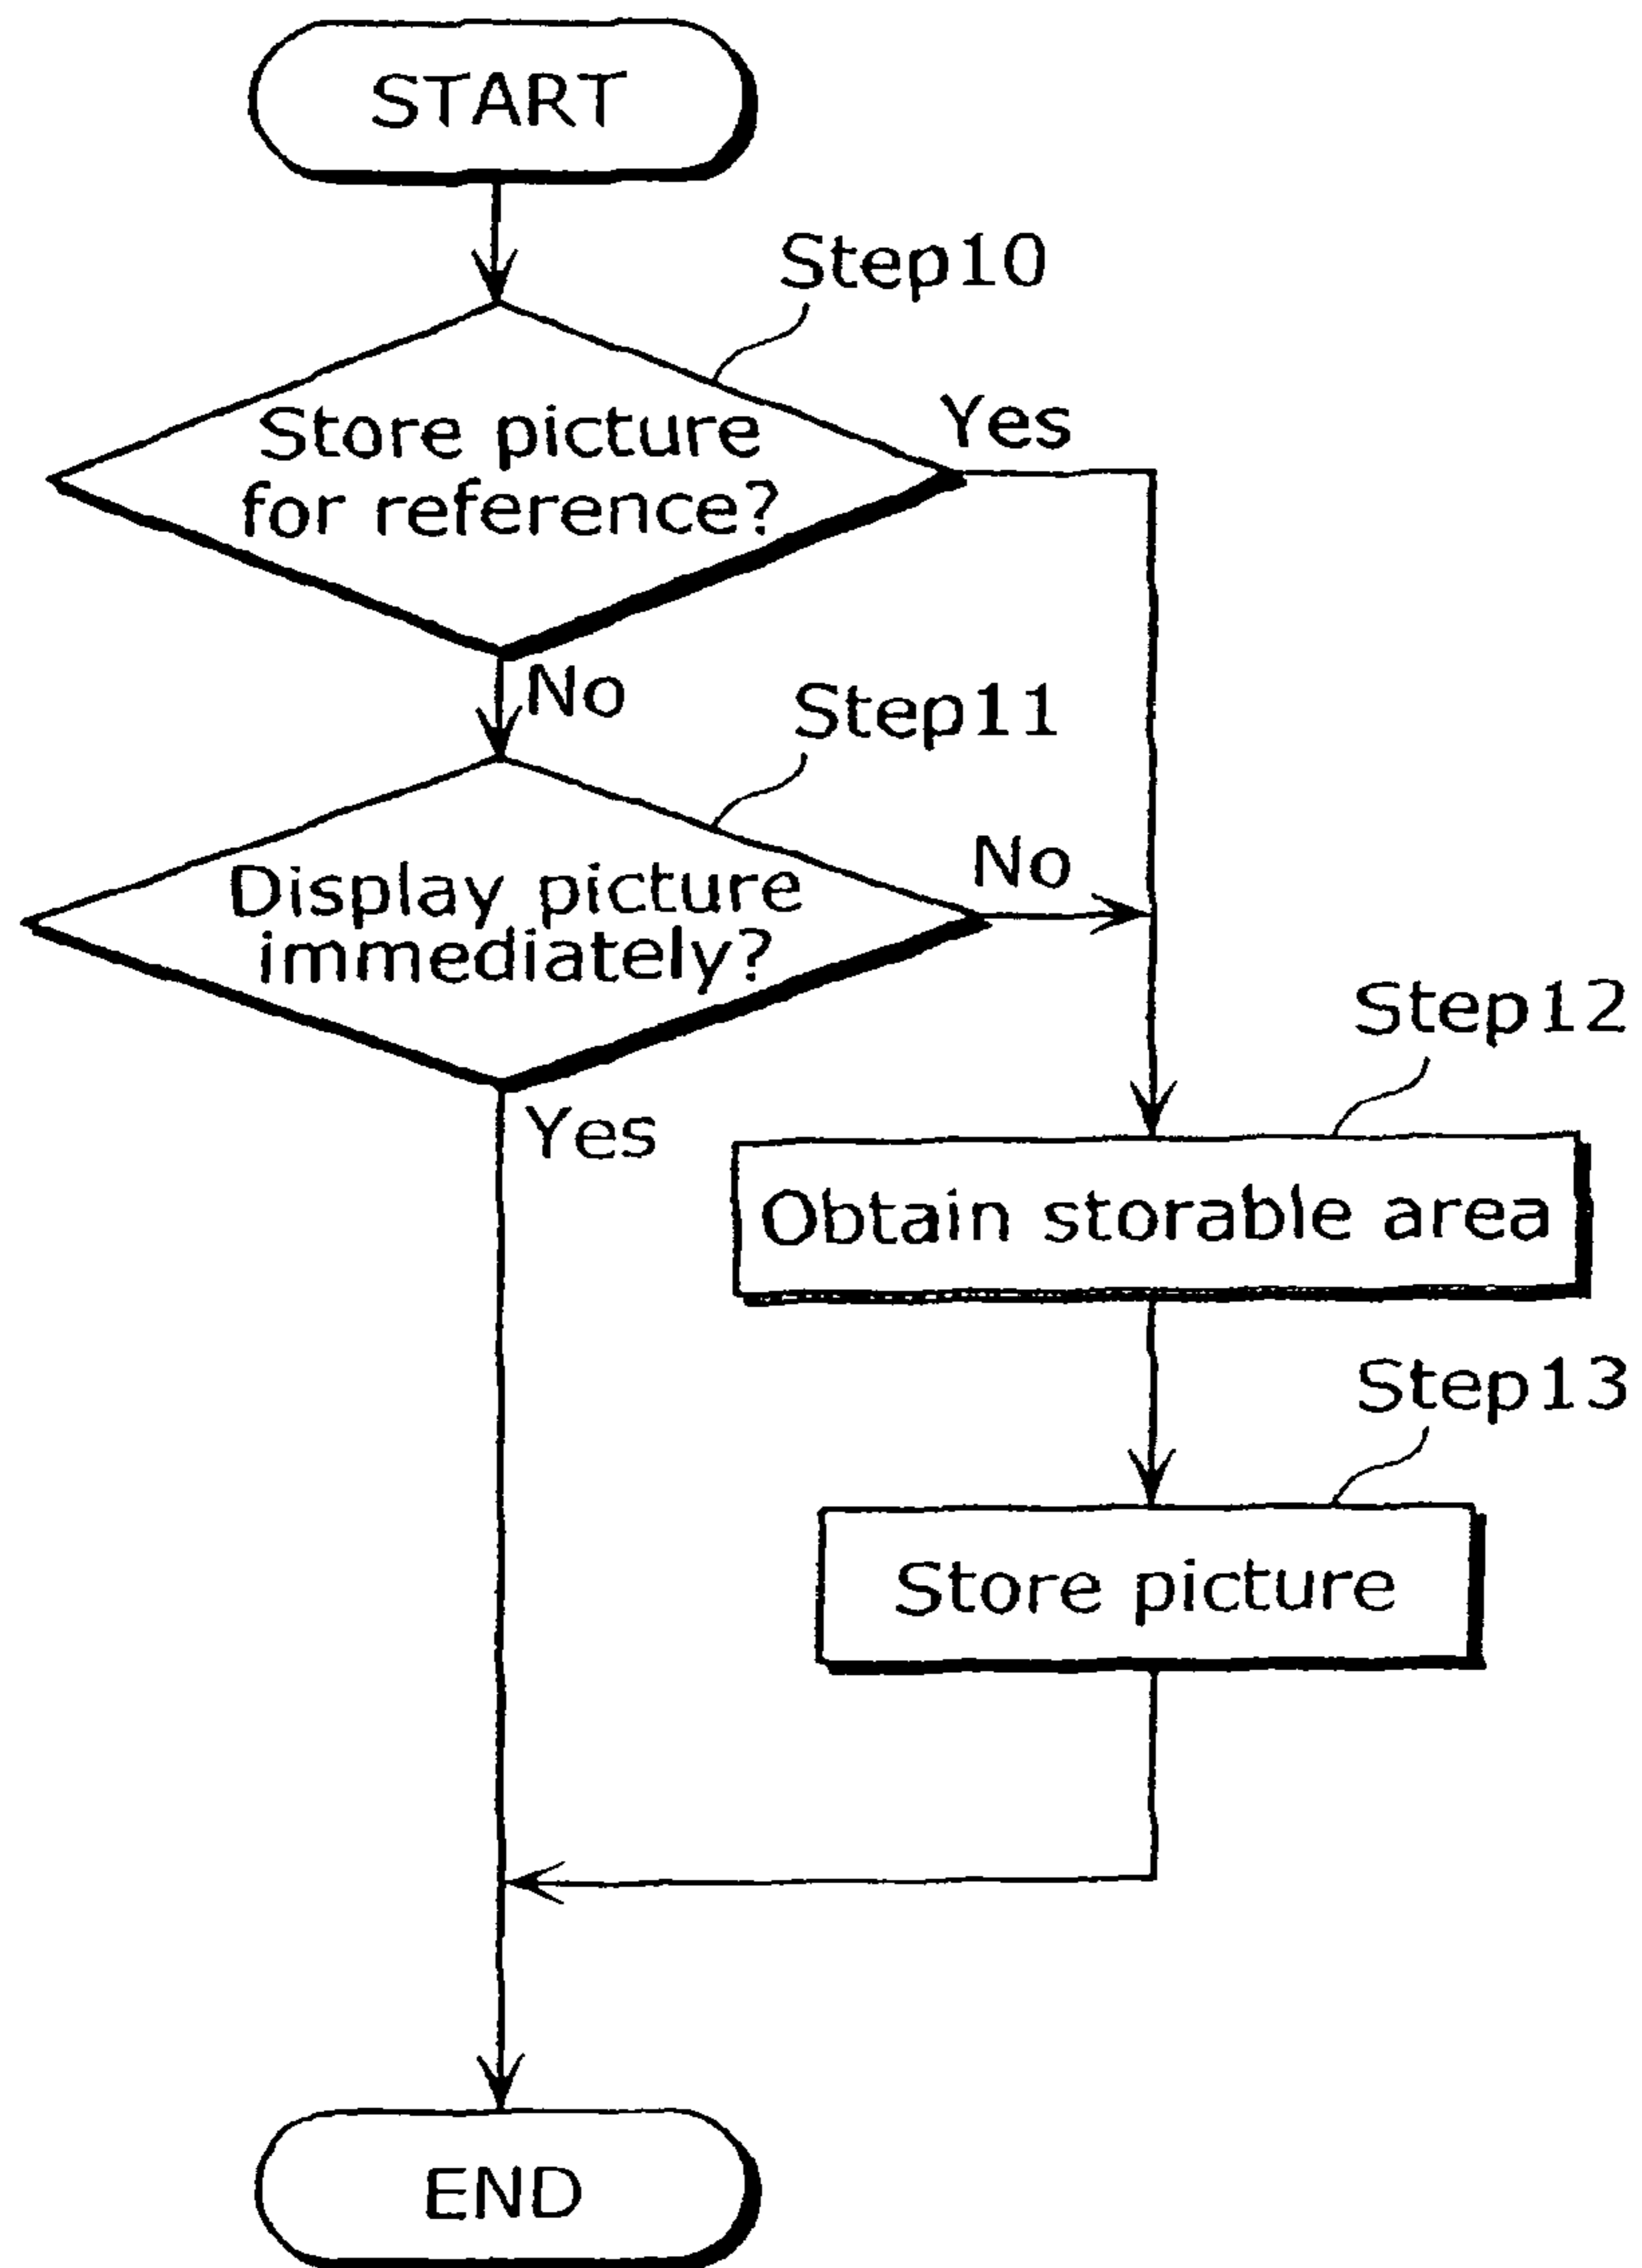 START
Step10
Store picture
for reference?
Yes
No
Step11
Display picture
immediately?
No
Yes
Step12
Obtain storable area
Step13
Store picture
END